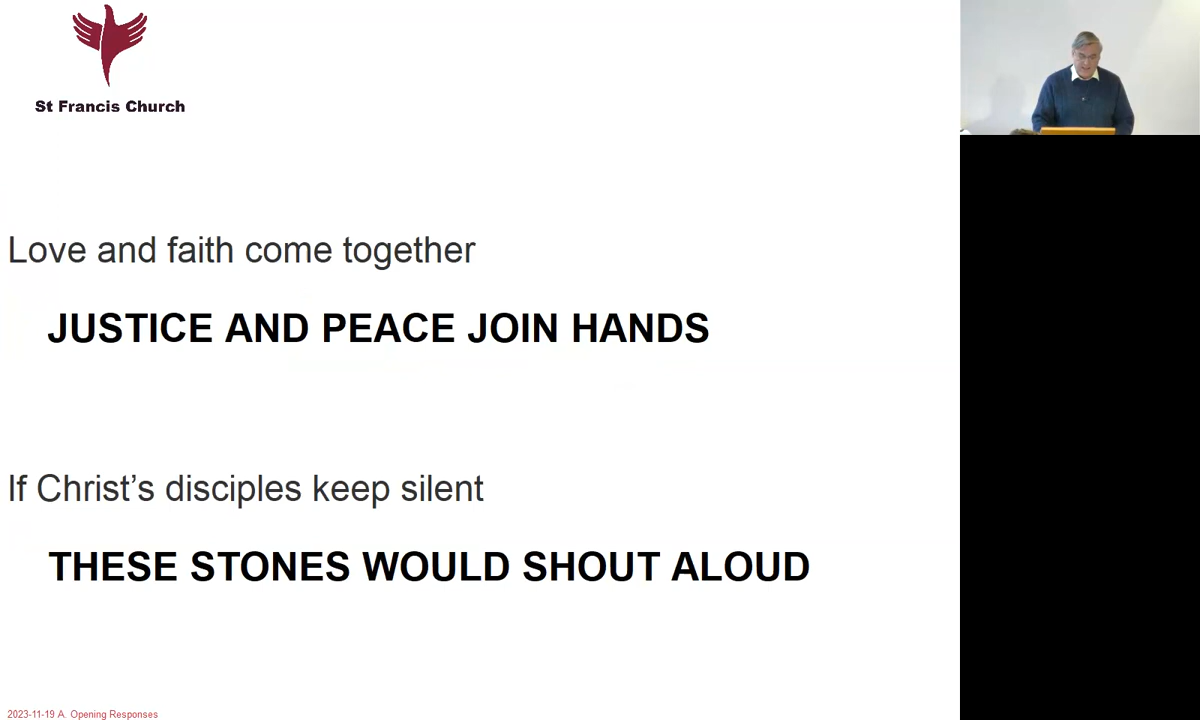 St Francis Church
Love and faith come together
JUSTICE AND PEACE JOIN HANDS
If Christ’s disciples keep silent
THESE STONES WOULD SHOUT ALOUD
2023-11-19 A. Opening Responses